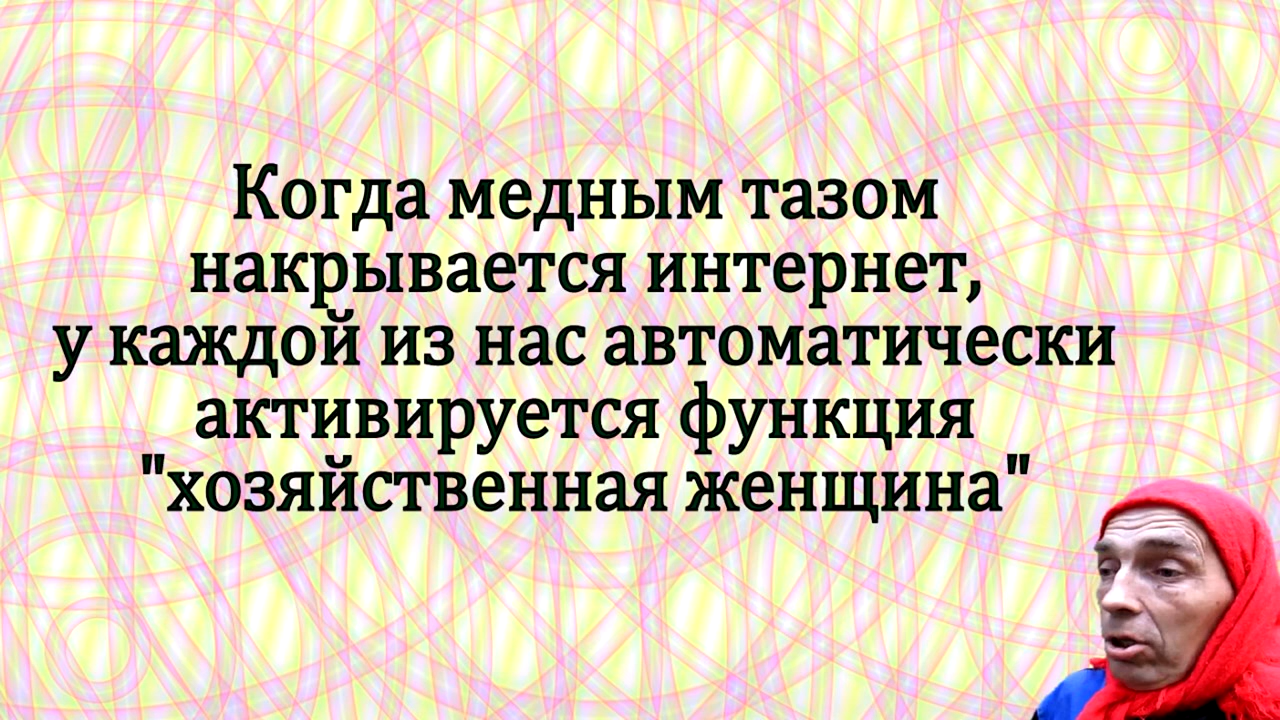 Когда медным тазом
накрывается интернет,
у каждой из нас автоматически
активируется функция
"хозяйственная женщина"